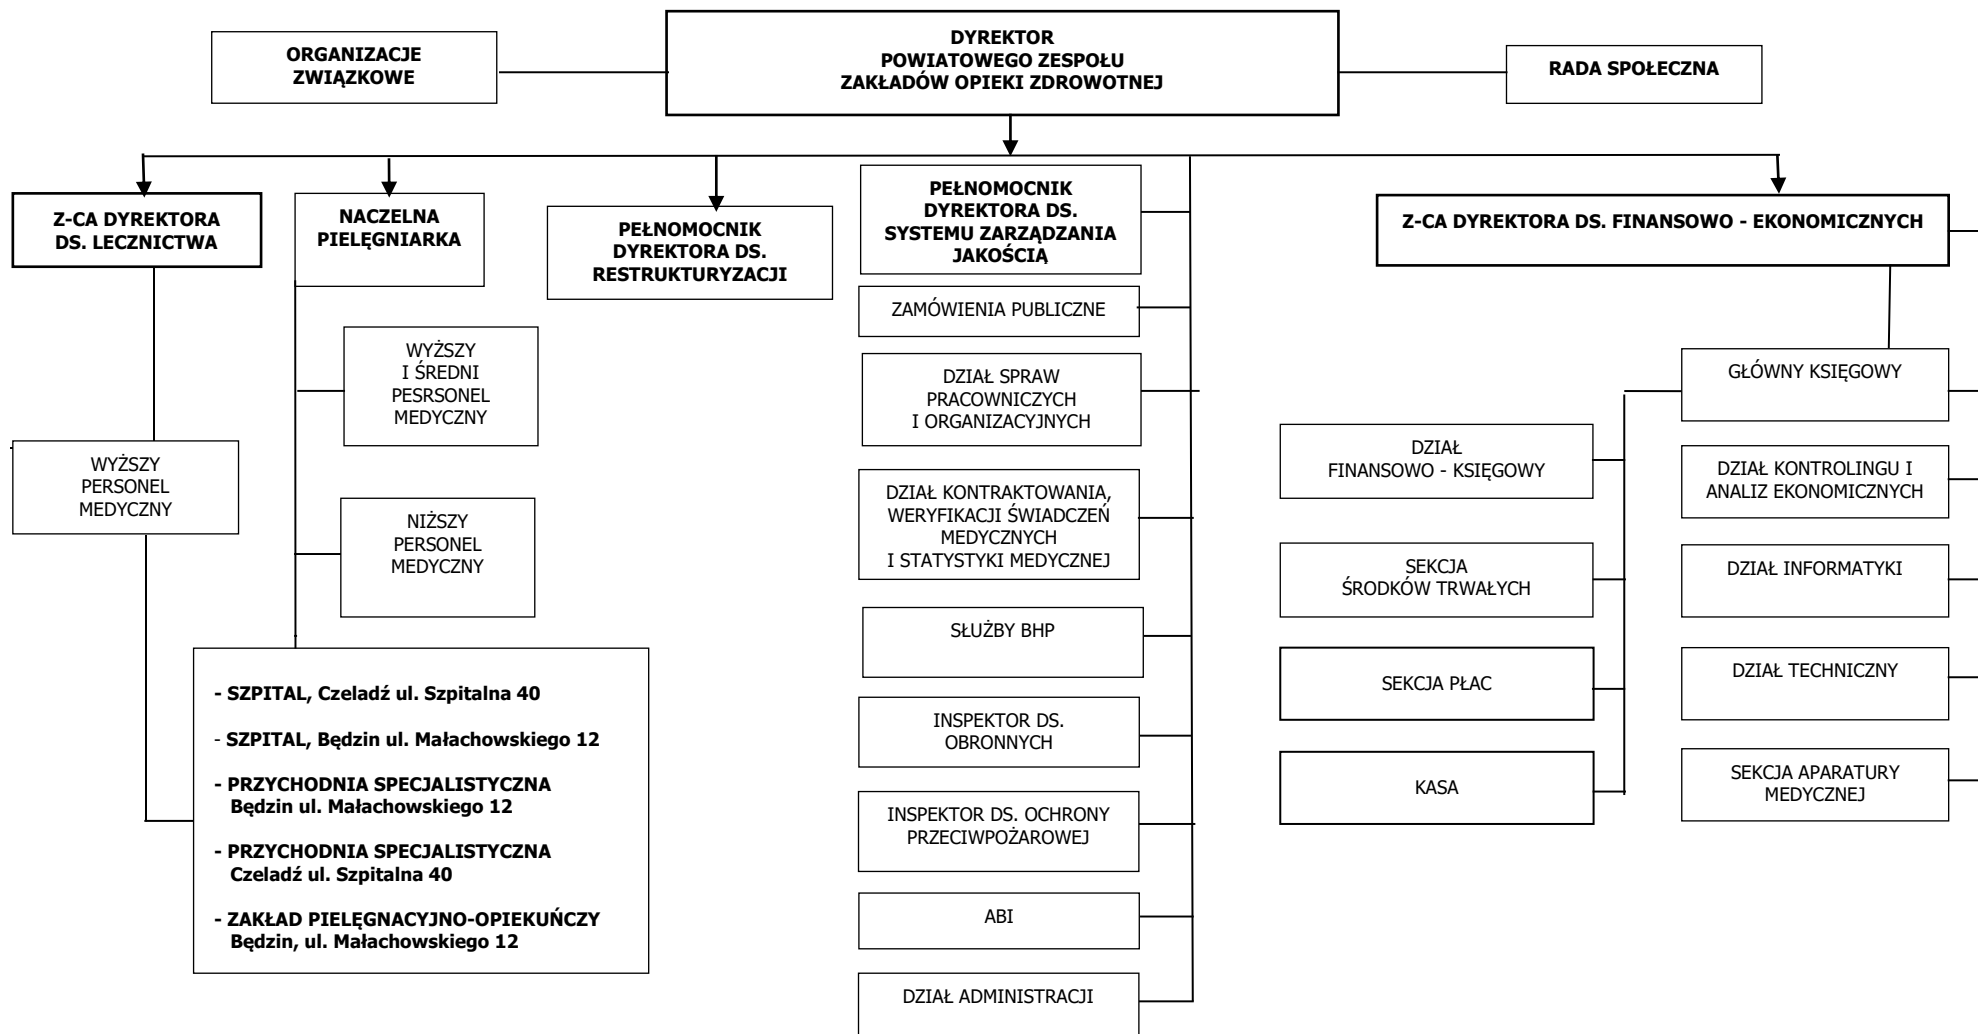 ORGANIZACJE
ZWIĄZKOWE
DYREKTOR
POWIATOWEGO ZESPOŁU
ZAKŁADÓW OPIEKI ZDROWOTNEJ
RADA SPOŁECZNA
Z-CA DYREKTORA
DS. LECZNICTWA
NACZELNA
PIELĘGNIARKA
PEŁNOMOCNIK
DYREKTORA DS.
RESTRUKTURYZACJI
PEŁNOMOCNIK
DYREKTORA DS.
SYSTEMU ZARZĄDZANIA
JAKOŚCIĄ
Z-CA DYREKTORA DS. FINANSOWO - EKONOMICZNYCH
WYŻSZY
PERSONEL
MEDYCZNY
WYŻSZY
I ŚREDNI
PESRSONEL
MEDYCZNY
NIŻSZY
PERSONEL
MEDYCZNY
- SZPITAL, Czeladź ul. Szpitalna 40
- SZPITAL, Będzin ul. Małachowskiego 12
- PRZYCHODNIA SPECJALISTYCZNA
Będzin ul. Małachowskiego 12
- PRZYCHODNIA SPECJALISTYCZNA
Czeladź ul. Szpitalna 40
- ZAKŁAD PIELĘGNACYJNO-OPIEKUŃCZY
Będzin, ul. Małachowskiego 12
ZAMÓWIENIA PUBLICZNE
DZIAŁ SPRAW
PRACOWNICZYCH
I ORGANIZACYJNYCH
DZIAŁ KONTRAKTOWANIA,
WERYFIKACJI ŚWIADCZEŃ
MEDYCZNYCH
I STATYSTYKI MEDYCZNEJ
SŁUŻBY BHP
INSPEKTOR DS.
OBRONNYCH
INSPEKTOR DS. OCHRONY
PRZECIWPOŻAROWEJ
ABI
DZIAŁ ADMINISTRACJI
DZIAŁ
FINANSOWO - KSIĘGOWY
SEKCJA
ŚRODKÓW TRWAŁYCH
SEKCJA PŁAC
KASA
GŁÓWNY KSIĘGOWY
DZIAŁ KONTROLINGU I
ANALIZ EKONOMICZNYCH
DZIAŁ INFORMATYKI
DZIAŁ TECHNICZNY
SEKCJA APARATURY
MEDYCZNEJ